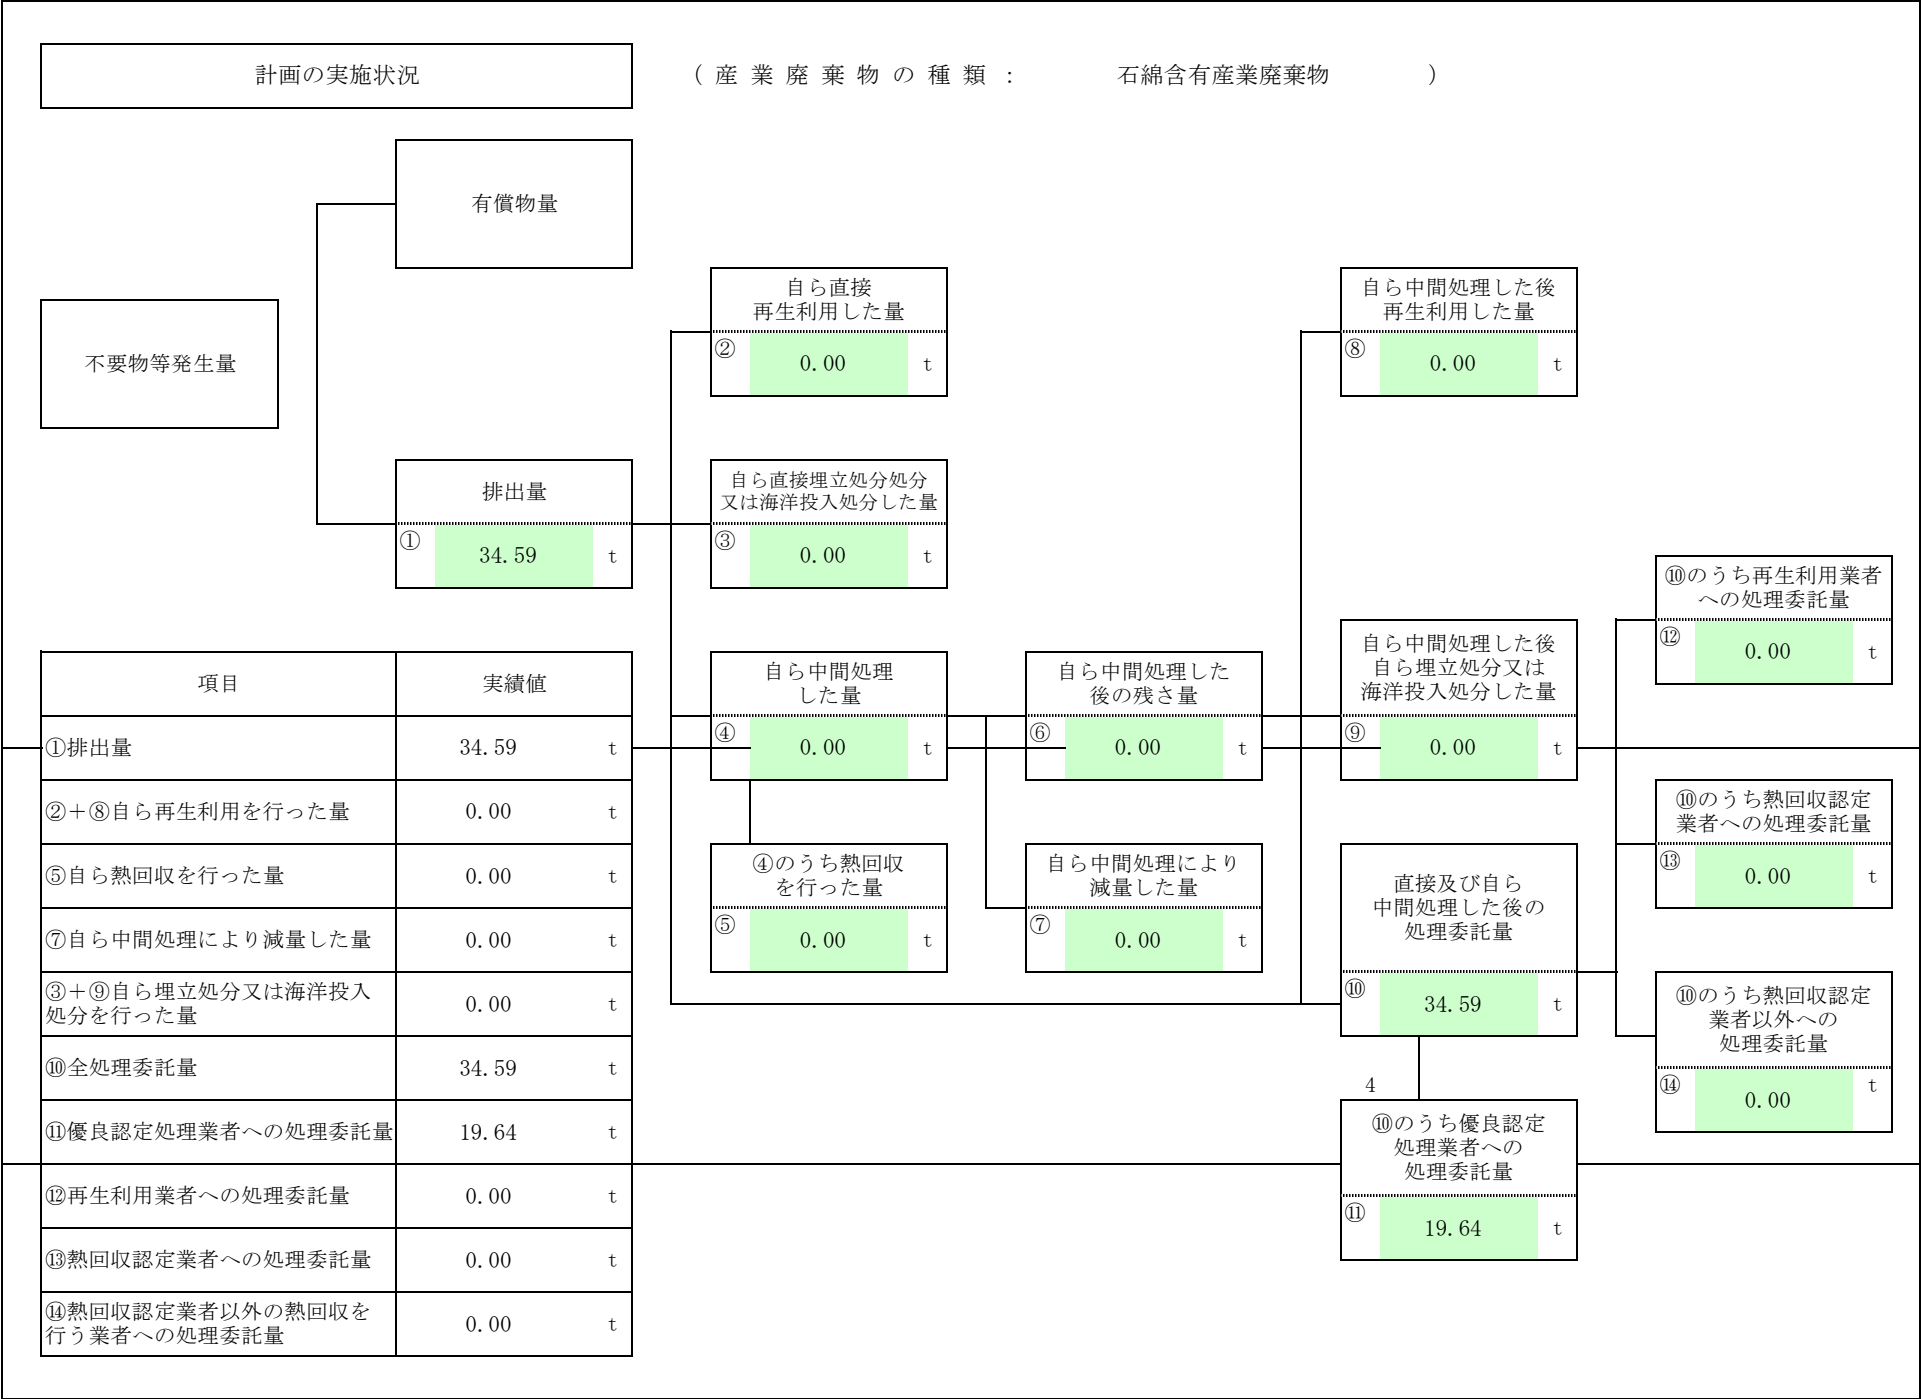 計画の実施状況
（産業廃棄物の種類： 石綿含有産業廃棄物 ）
有償物量
不要物等発生量
自ら直接
再生利用した量
② 0.00 t
自ら中間処理した後
再生利用した量
⑧ 0.00 t
排出量
① 34.59 t
自ら直接埋立処分処分
又は海洋投入処分した量
③ 0.00 t
⑩のうち再生利用業者
への処理委託量
⑫ 0.00 t
自ら中間処理
した量
④ 0.00 t
自ら中間処理した
後の残さ量
⑥ 0.00 t
自ら中間処理した後
自ら埋立処分又は
海洋投入処分した量
⑨ 0.00 t
⑩のうち熱回収認定
業者への処理委託量
⑬ 0.00 t
④のうち熱回収
を行った量
⑤ 0.00 t
自ら中間処理により
減量した量
⑦ 0.00 t
直接及び自ら
中間処理した後の
処理委託量
⑩ 34.59 t
⑩のうち熱回収認定
業者以外への
処理委託量
⑭ 0.00 t
4
⑩のうち優良認定
処理業者への
処理委託量
⑪ 19.64 t
項目 実績値
①排出量 34.59 t
②＋⑧自ら再生利用を行った量 0.00 t
⑤自ら熱回収を行った量 0.00 t
⑦自ら中間処理により減量した量 0.00 t
③＋⑨自ら埋立処分又は海洋投入
処分を行った量 0.00 t
⑩全処理委託量 34.59 t
⑪優良認定処理業者への処理委託量 19.64 t
⑫再生利用業者への処理委託量 0.00 t
⑬熱回収認定業者への処理委託量 0.00 t
⑭熱回収認定業者以外の熱回収を
行う業者への処理委託量 0.00 t